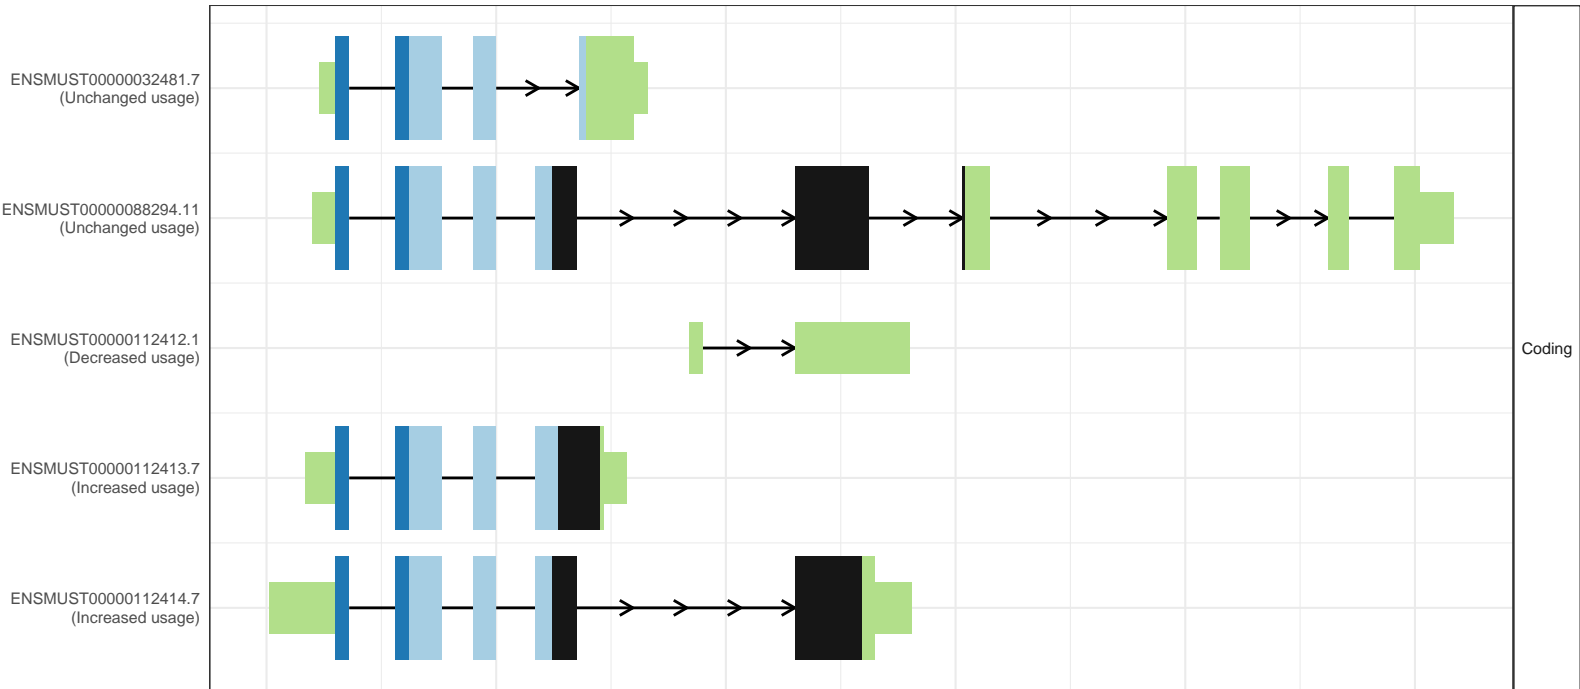 ENSMUST00000032481.7
(Unchanged usage)
ENSMUST00000088294.11
(Unchanged usage)
ENSMUST00000112412.1
(Decreased usage)
Coding
ENSMUST00000112413.7
(Increased usage)
ENSMUST00000112414.7
(Increased usage)